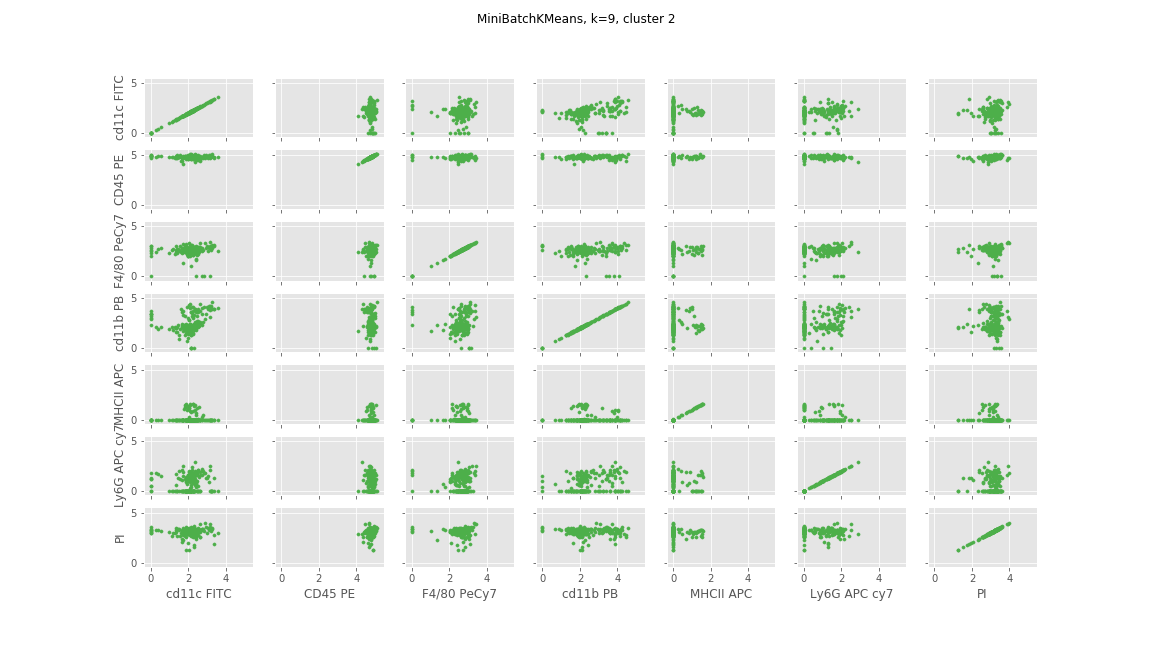 MiniBatchKMeans, k=9, cluster 2
cd11c FITC
5
0
CD45 PE
5
0
F4/80 PeCy7
5
0
cd11b PB
5
0
MHCII APC
5
0
Ly6G APC cy7
5
0
PI
5
0
0 2 4 0 2 4 0 2 4 0 2 4 0 2 4 0 2 4 0 2 4
cd11c FITC CD45 PE F4/80 PeCy7 cd11b PB MHCII APC Ly6G APC cy7 PI